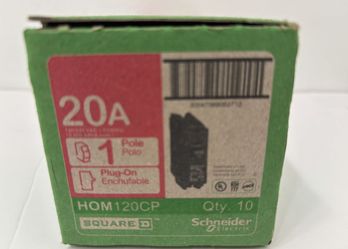 20A
1 Pole
Polo
Plug-On
Enchufable
HOM120CP
Qty. 10
SQUARE D
Schneider
Electric